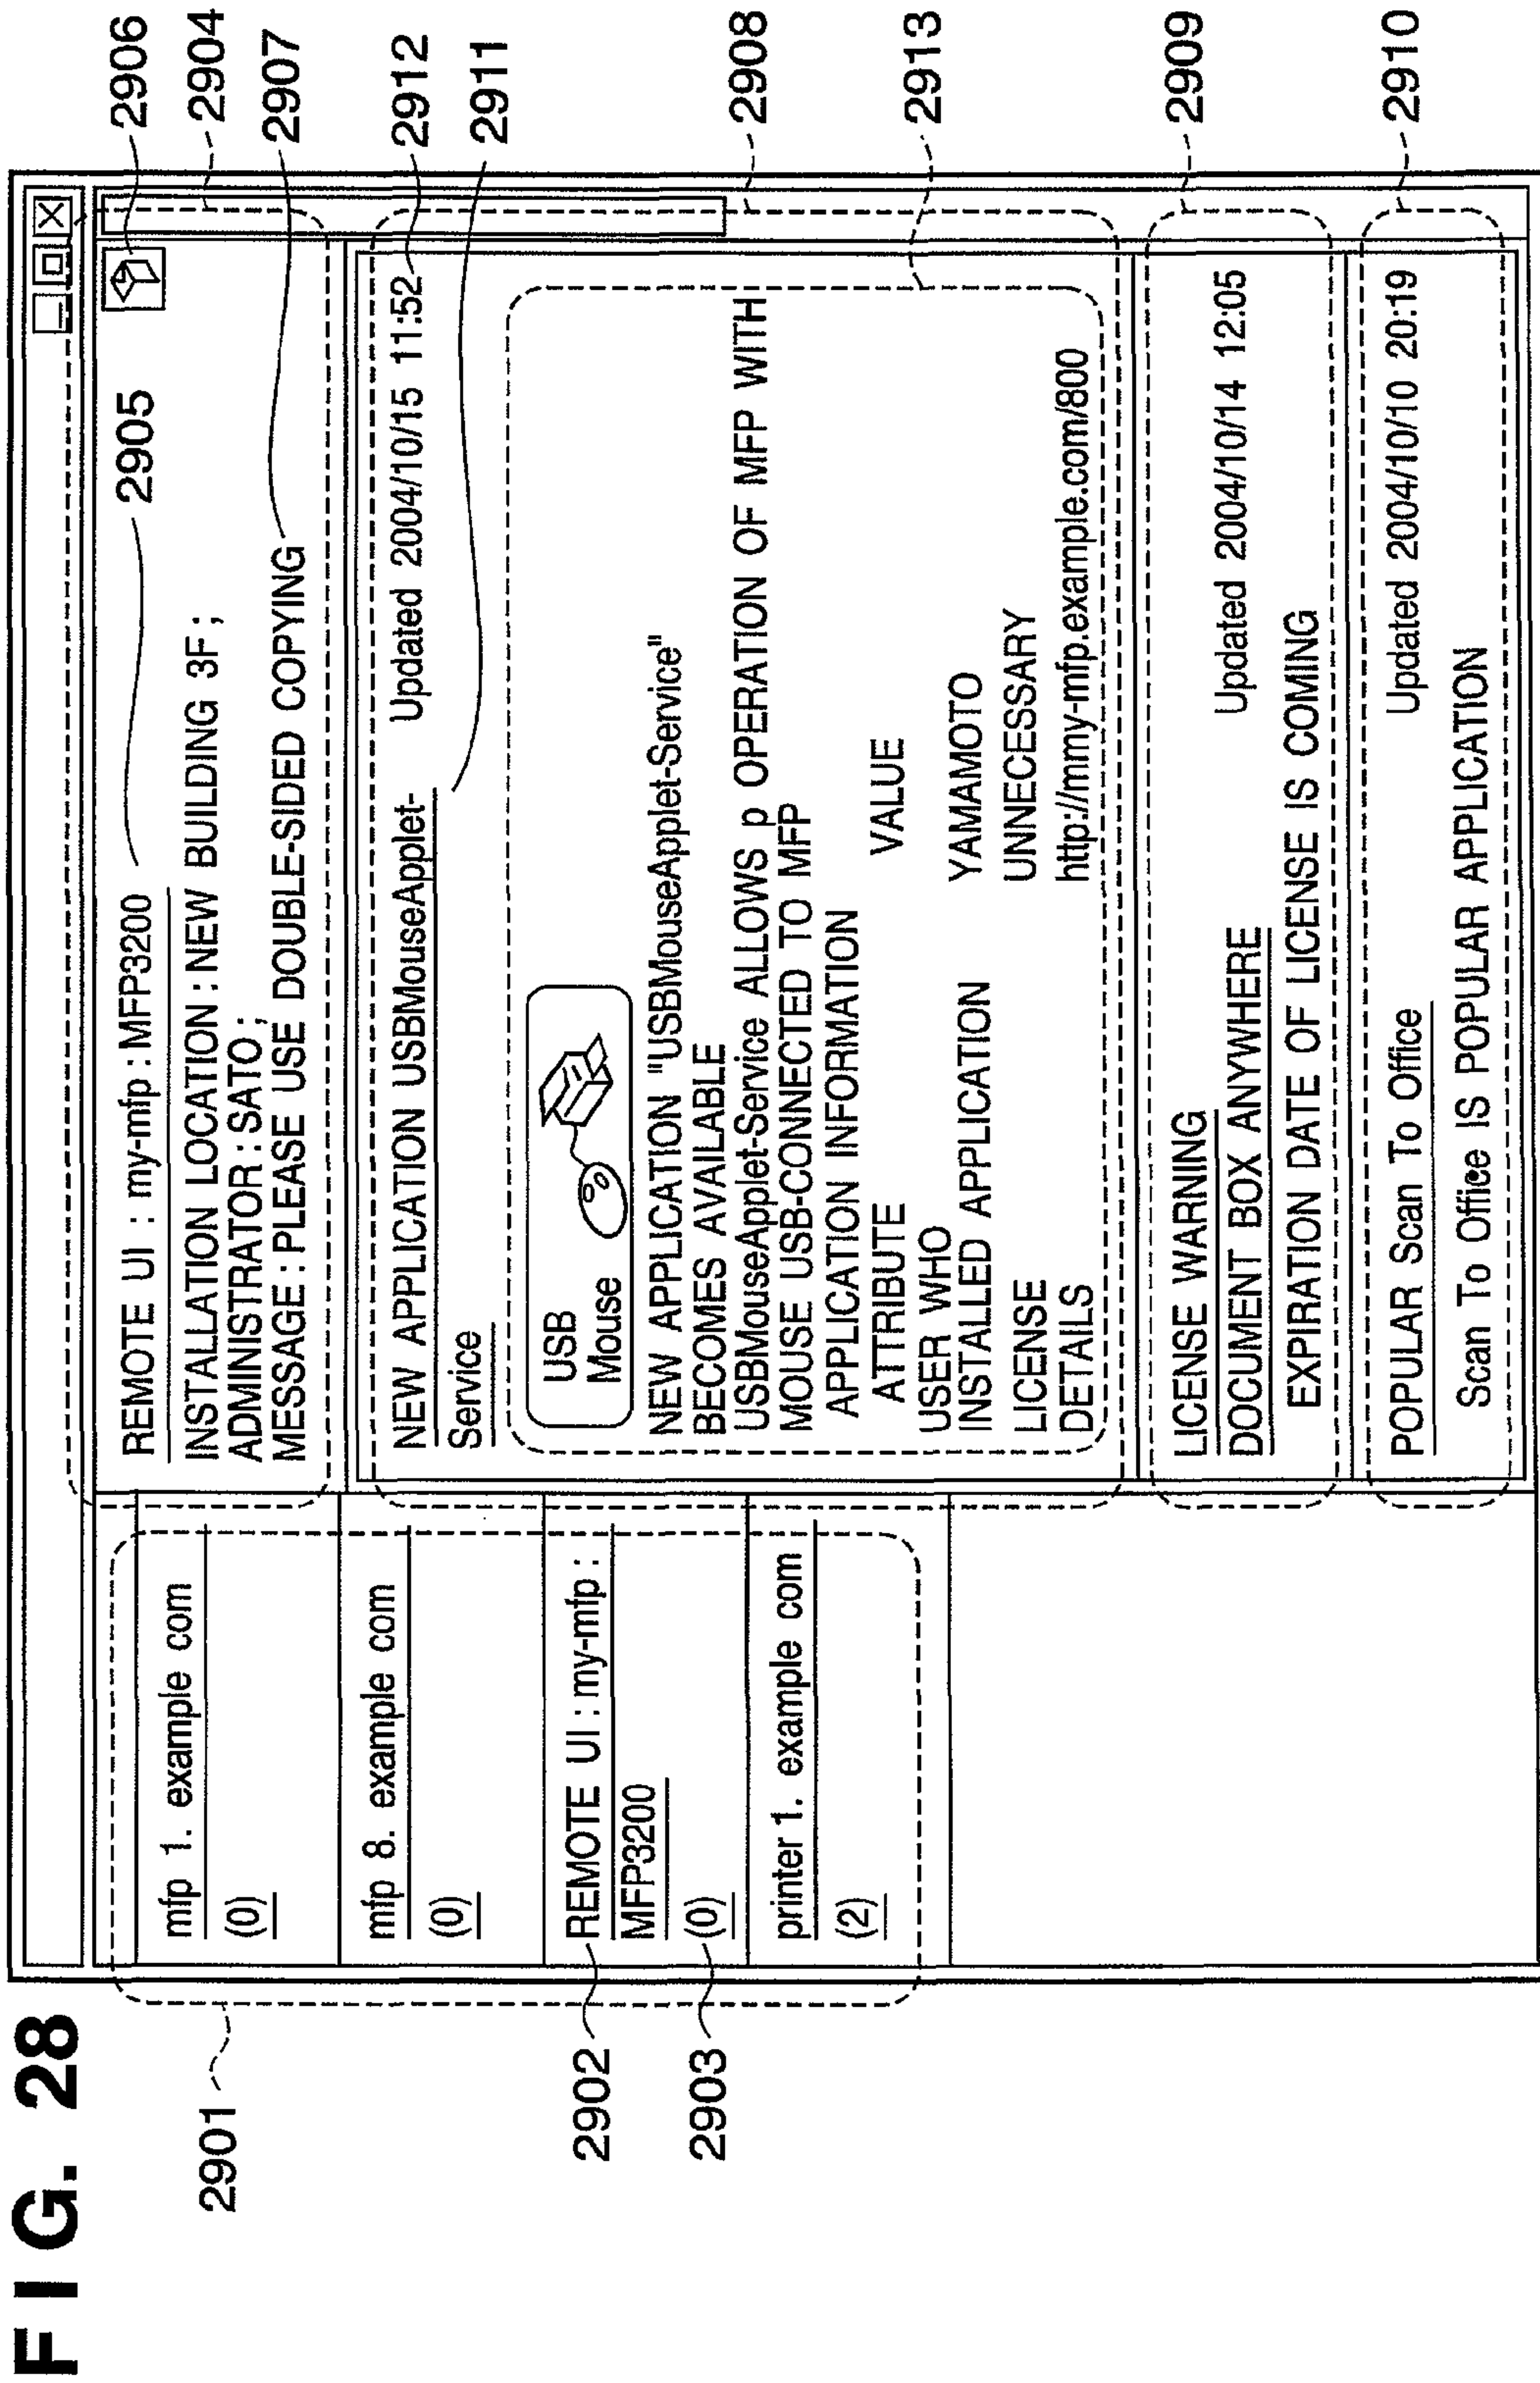 FIG. 28
2901
2902
2903
mfp 1. example com
(0)
mfp 8. example com
(0)
REMOTE UI : my-mfp :
MFP3200
(0)
printer 1. example com
(2)
REMOTE UI : my-mfp : MFP3200
INSTALLATION LOCATION : NEW BUILDING 3F ;
ADMINISTRATOR : SATO ;
MESSAGE : PLEASE USE DOUBLE-SIDED COPYING
2905
2906
2904
2907
NEW APPLICATION USBMouseApplet-
Service
Updated 2004/10/15 11:52
2912
2911
USB
Mouse
NEW APPLICATION "USBMouseApplet-Service"
BECOMES AVAILABLE
USBMouseApplet-Service ALLOWS p OPERATION OF MFP WITH
MOUSE USB-CONNECTED TO MFP
APPLICATION INFORMATION
ATTRIBUTE VALUE
USER WHO
INSTALLED APPLICATION YAMAMOTO
LICENSE UNNECESSARY
DETAILS http://mmy-mfp.example.com/800
2908
2913
LICENSE WARNING
DOCUMENT BOX ANYWHERE Updated 2004/10/14 12:05
EXPIRATION DATE OF LICENSE IS COMING
2909
POPULAR Scan To Office Updated 2004/10/10 20:19
Scan To Office IS POPULAR APPLICATION
2910